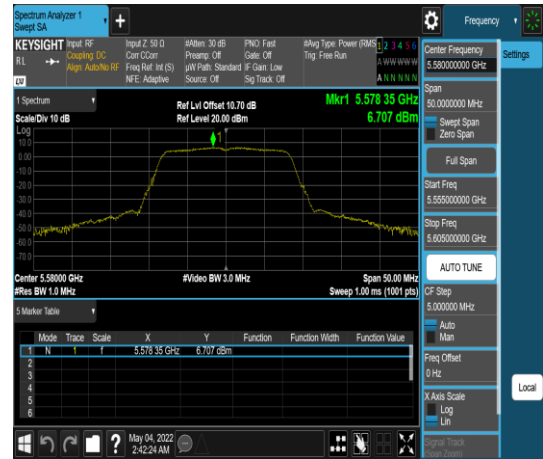 Spectrum Analyzer 1
Swept SA
+
Frequency
KEYSIGHT
RL
Input: RF
Coupling: DC
Align: Auto/No RF
Input Z: 50 Ω
Corr CCorr
Freq Ref: Int (S)
NFE: Adaptive
#Atten: 30 dB
Preamp: Off
µW Path: Standard
Source: Off
PNO: Fast
Gate: Off
IF Gain: Low
Sig Track: Off
#Avg Type: Power (RMS)
Trig: Free Run
1 2 3 4 5 6
A W W W W W
A N N N N N
1 Spectrum
Scale/Div 10 dB
Ref Lvl Offset 10.70 dB
Ref Level 20.00 dBm
Mkr1 5.578 35 GHz
6.707 dBm
Log
1
10.0
0.00
-10.0
-20.0
-30.0
-40.0
-50.0
-60.0
-70.0
Center 5.58000 GHz
#Res BW 1.0 MHz
#Video BW 3.0 MHz
Span 50.00 MHz
Sweep 1.00 ms (1001 pts)
5 Marker Table
Mode Trace Scale X Y Function Function Width Function Value
1 N 1 f 5.578 35 GHz 6.707 dBm
2
3
4
5
6
?
May 04, 2022
2:42:24 AM
Center Frequency
5.580000000 GHz
Settings
Span
50.0000000 MHz
Swept Span
Zero Span
Full Span
Start Freq
5.555000000 GHz
Stop Freq
5.605000000 GHz
AUTO TUNE
CF Step
5.000000 MHz
Auto
Man
Freq Offset
0 Hz
X Axis Scale
Log
Lin
Signal Track
(Span Zoom)
Local